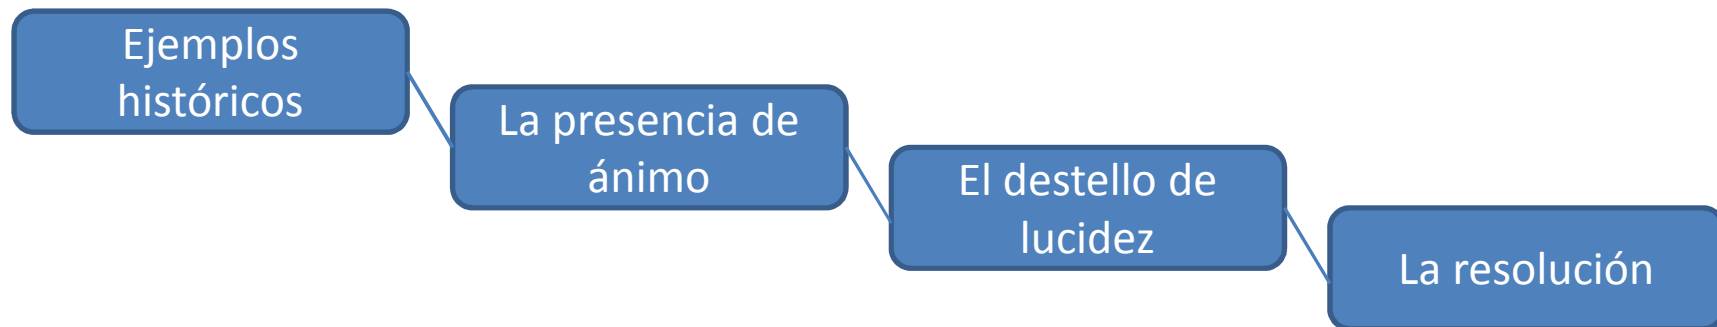 Ejemplos
históricos
La presencia de
ánimo
El destello de
lucidez
La resolución